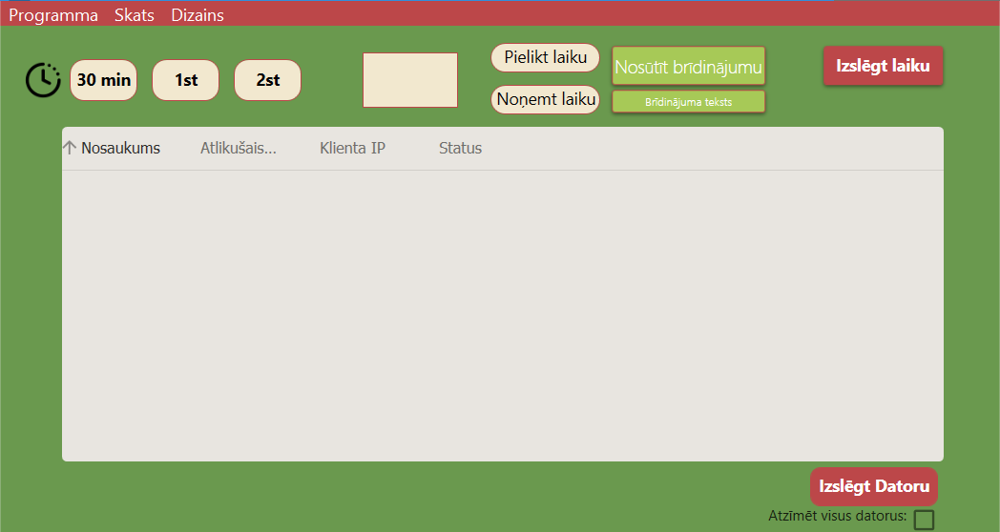 Programma Skats Dizains
30 min 1st 2st
Pielikt laiku
Noņemt laiku
Nosūtīt brīdinājumu
Brīdinājuma teksts
Izslēgt laiku
Nosaukums Atlikušais... Klienta IP Status
Izslēgt Datoru
Atzīmēt visus datorus: